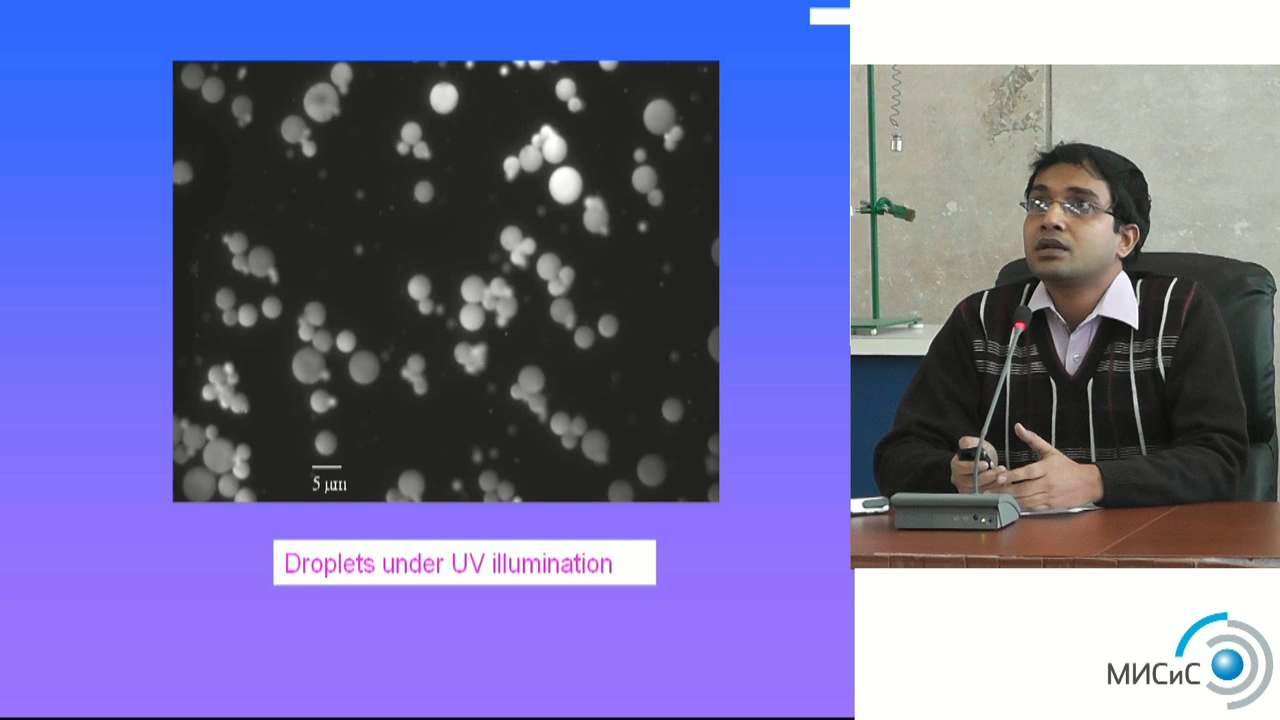 5 μm
Droplets under UV illumination
МИСиС